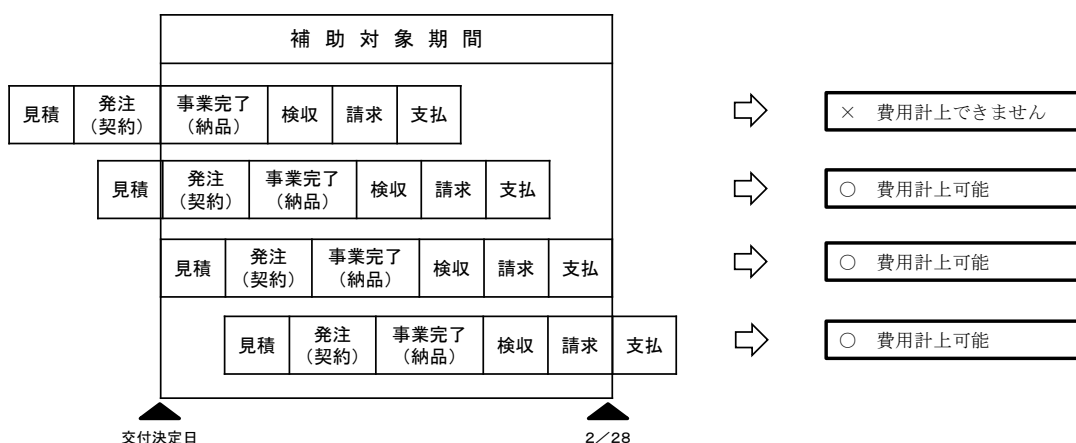 補助対象期間
見積
発注
(契約)
事業完了
(納品)
検収
請求
支払
× 費用計上できません
見積
発注
(契約)
事業完了
(納品)
検収
請求
支払
○ 費用計上可能
見積
発注
(契約)
事業完了
(納品)
検収
請求
支払
○ 費用計上可能
見積
発注
(契約)
事業完了
(納品)
検収
請求
支払
○ 費用計上可能
交付決定日
2/28